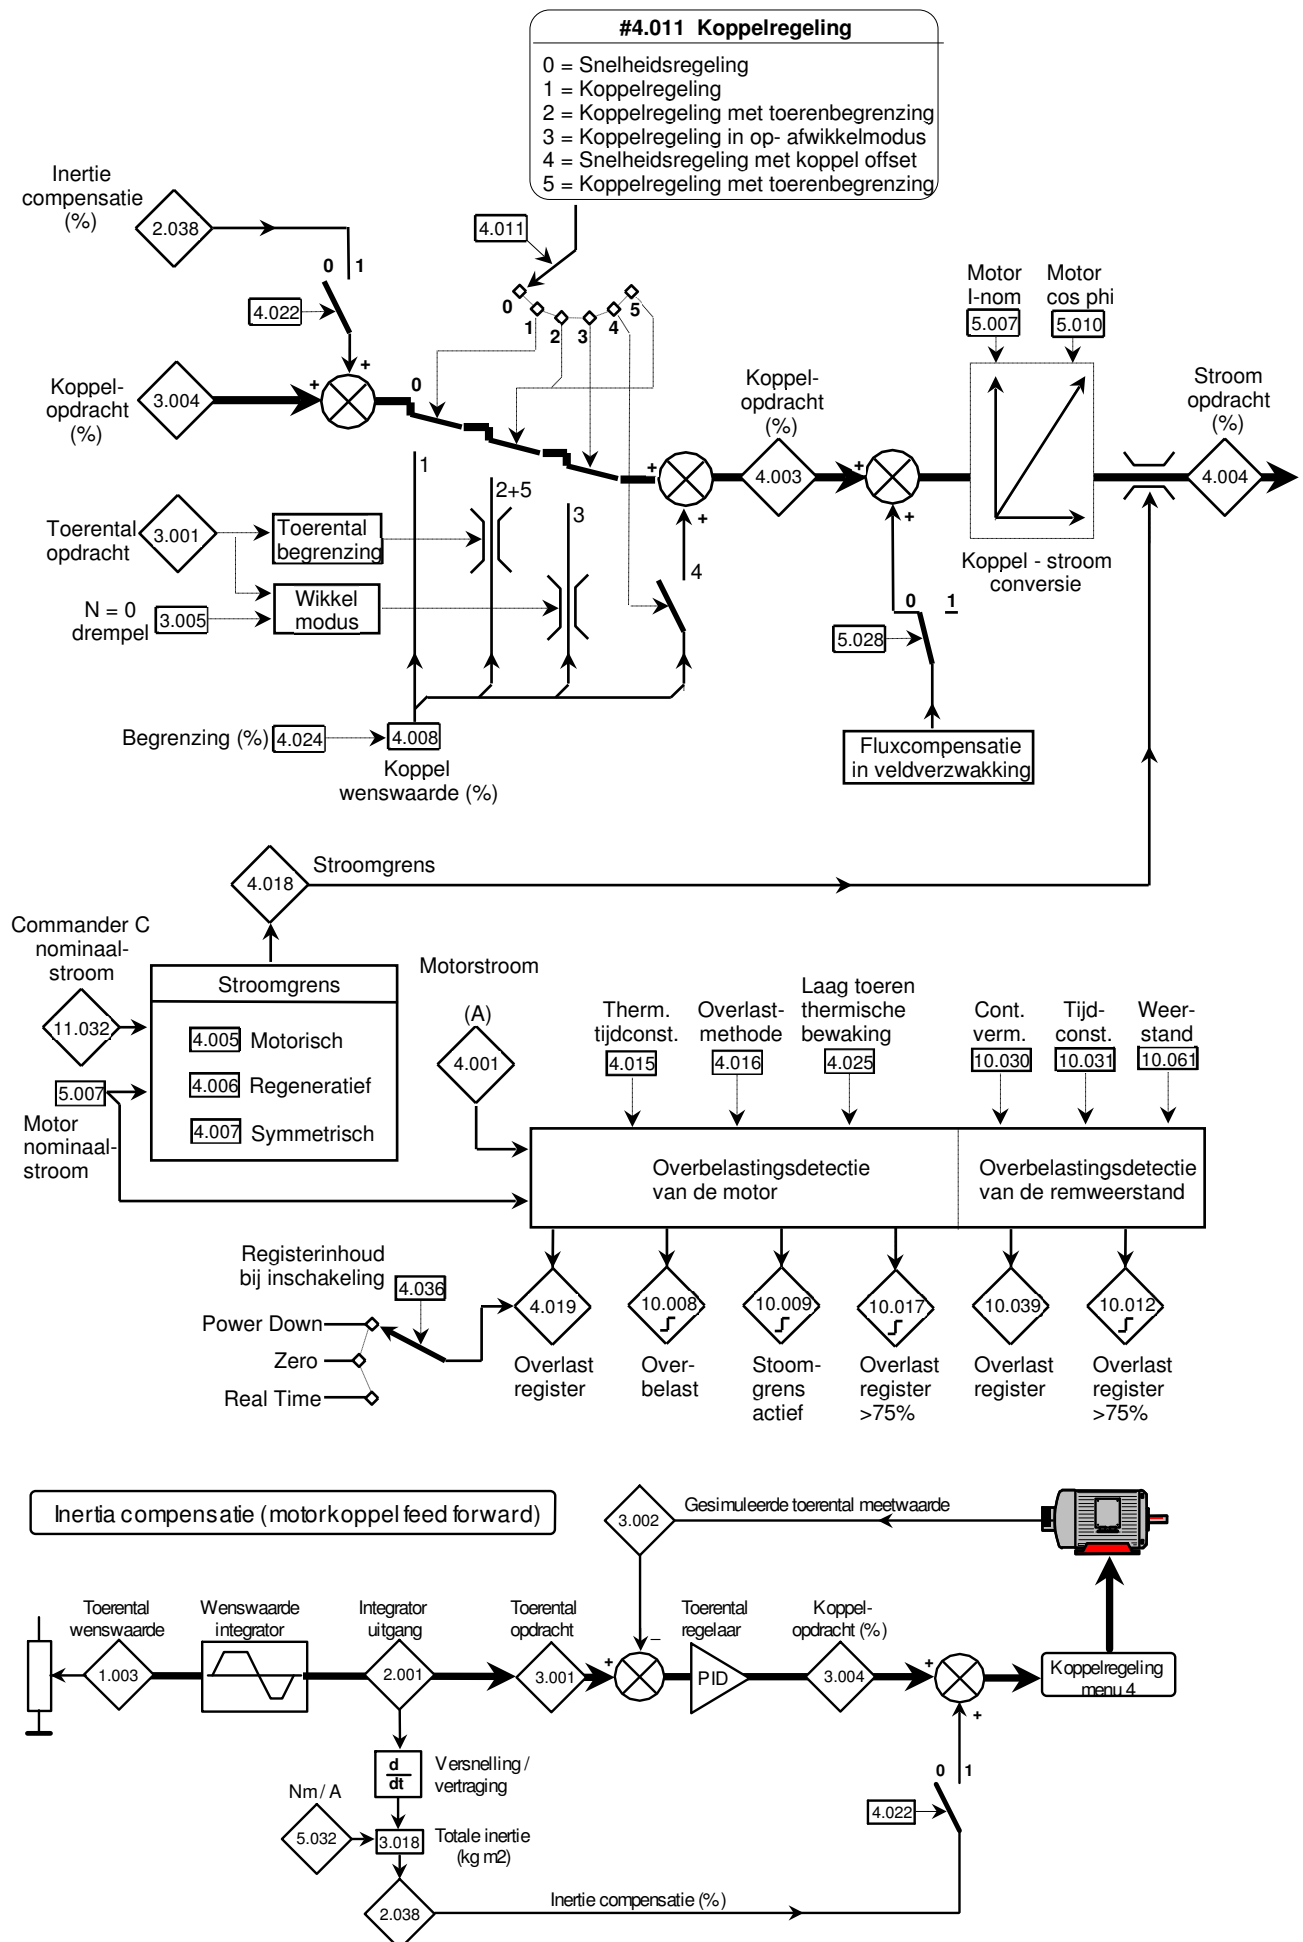 #4.011 Koppelregeling
0 = Snelheidsregeling
1 = Koppelregeling
2 = Koppelregeling met toerenbegrenzing
3 = Koppelregeling in op- afwikkelmodus
4 = Snelheidsregeling met koppel offset
5 = Koppelregeling met toerenbegrenzing
Inertie
compensatie
(%)
2.038
0 1
4.022
+
4.011
0
1
2
3
4
5
Motor
I-nom
5.007
Motor
cos phi
5.010
Koppel-
opdracht
(%)
3.004
+
0
Koppel-
opdracht
(%)
4.003
+
+
+
+
Stroom
opdracht
(%)
4.004
Koppel - stroom
conversie
1
2+5
3
4
Toerental
opdracht
3.001
Toerental
begrenzing
N = 0
drempel
3.005
Wikkel
modus
0 1
5.028
Fluxcompensatie
in veldverzwakking
Begrenzing (%)
4.024
4.008
Koppel
wenswaarde (%)
4.018
Stroomgrens
Commander C
nominaal-
stroom
11.032
5.007
Motor
nominaal-
stroom
Stroomgrens
4.005 Motorisch
4.006 Regeneratief
4.007 Symmetrisch
Motorstroom
(A)
4.001
Therm.
tijdconst.
4.015
Overlast-
methode
4.016
Laag toeren
thermische
bewaking
4.025
Cont.
verm.
10.030
Tijd-
const.
10.031
Weer-
stand
10.061
Overbelastingsdetectie
van de motor
Overbelastingsdetectie
van de remweerstand
Registerinhoud
bij inschakeling
4.036
Power Down
Zero
Real Time
4.019
Overlast
register
10.008
Over-
belast
10.009
Stoom-
grens
actief
10.017
Overlast
register
>75%
10.039
Overlast
register
10.012
Overlast
register
>75%
Inertia compensatie (motorkoppel feed forward)
3.002
Gesimuleerde toerental meetwaarde
Toerental
wenswaarde
1.003
Wenswaarde
integrator
Integrator
uitgang
2.001
Toerental
opdracht
3.001
+
–
Toerental
regelaar
PID
Koppel-
opdracht (%)
3.004
+
+
Koppelregeling
menu 4
d
dt
Versnelling /
vertraging
Nm / A
5.032
3.018
Totale inertie
(kg m2)
2.038
Inertie compensatie (%)
0 1
4.022